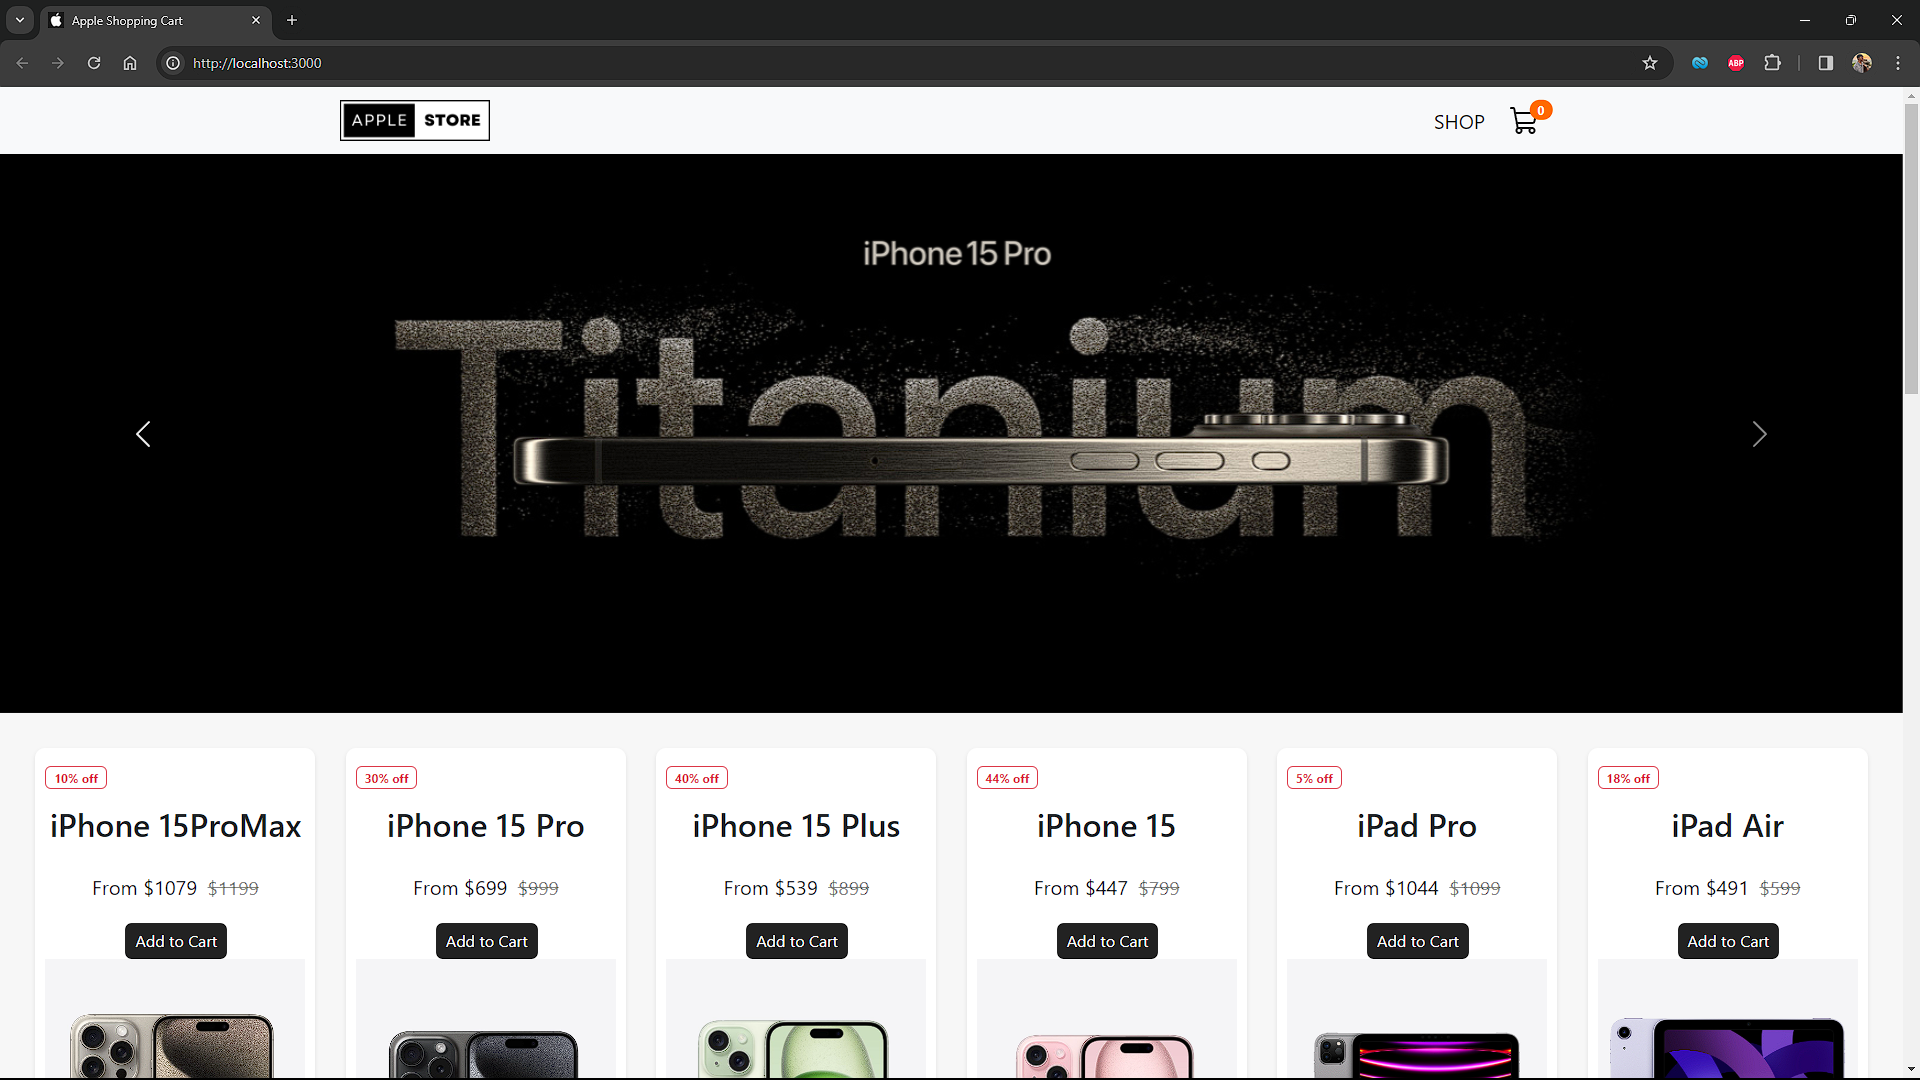 Apple Shopping Cart
http://localhost:3000
ABP
APPLE STORE
SHOP
0
iPhone 15 Pro
Titanium
10% off
iPhone 15ProMax
From $1079 $1199
Add to Cart
30% off
iPhone 15 Pro
From $699 $999
Add to Cart
40% off
iPhone 15 Plus
From $539 $899
Add to Cart
44% off
iPhone 15
From $447 $799
Add to Cart
5% off
iPad Pro
From $1044 $1099
Add to Cart
18% off
iPad Air
From $491 $599
Add to Cart